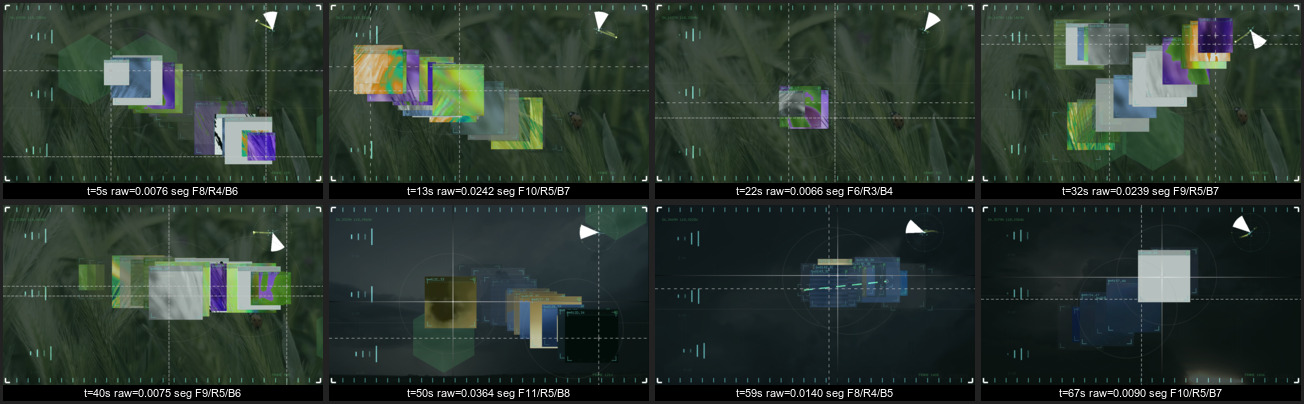 t=5s raw=0.0076 seg F8/R4/B6
t=13s raw=0.0242 seg F10/R5/B7
t=22s raw=0.0066 seg F6/R3/B4
t=32s raw=0.0239 seg F9/R5/B7
t=40s raw=0.0075 seg F9/R5/B6
t=50s raw=0.0364 seg F11/R5/B8
t=59s raw=0.0140 seg F8/R4/B5
t=67s raw=0.0090 seg F10/R5/B7